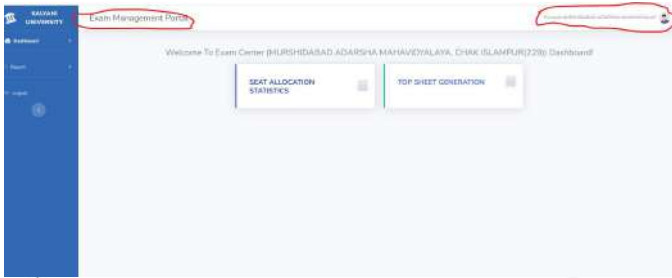 KALYANI
UNIVERSITY
Exam Management Portal
Dashboard
Welcome To Exam Center (MURSHIDABAD ADARSHA MAHAVIDYALAYA, CHAK ISLAMPUR(229)) Dashboard!
Report
SEAT ALLOCATION
STATISTICS
TOP SHEET GENERATION
Logout